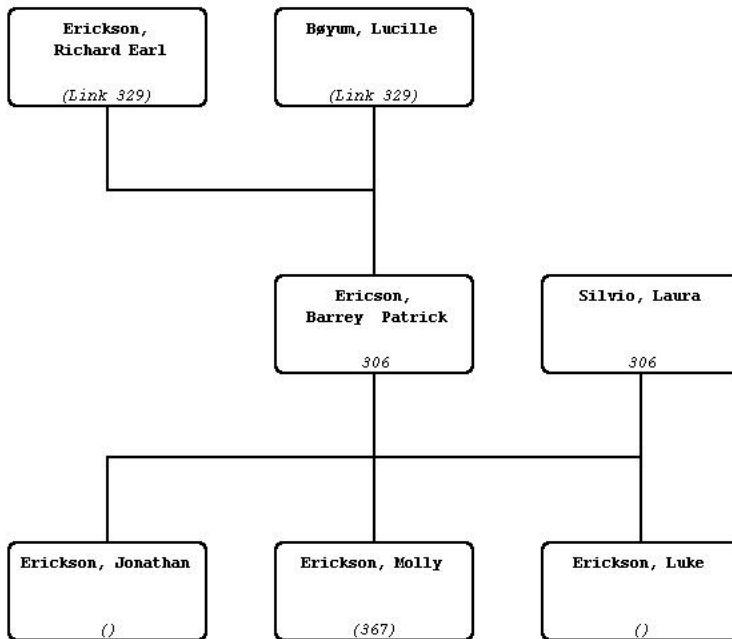 Erickson,
Richard Earl
(Link 329)
Bøyum, Lucille
(Link 329)
Ericson,
Barrey Patrick
306
Silvio, Laura
306
Erickson, Jonathan
()
Erickson, Molly
(367)
Erickson, Luke
()